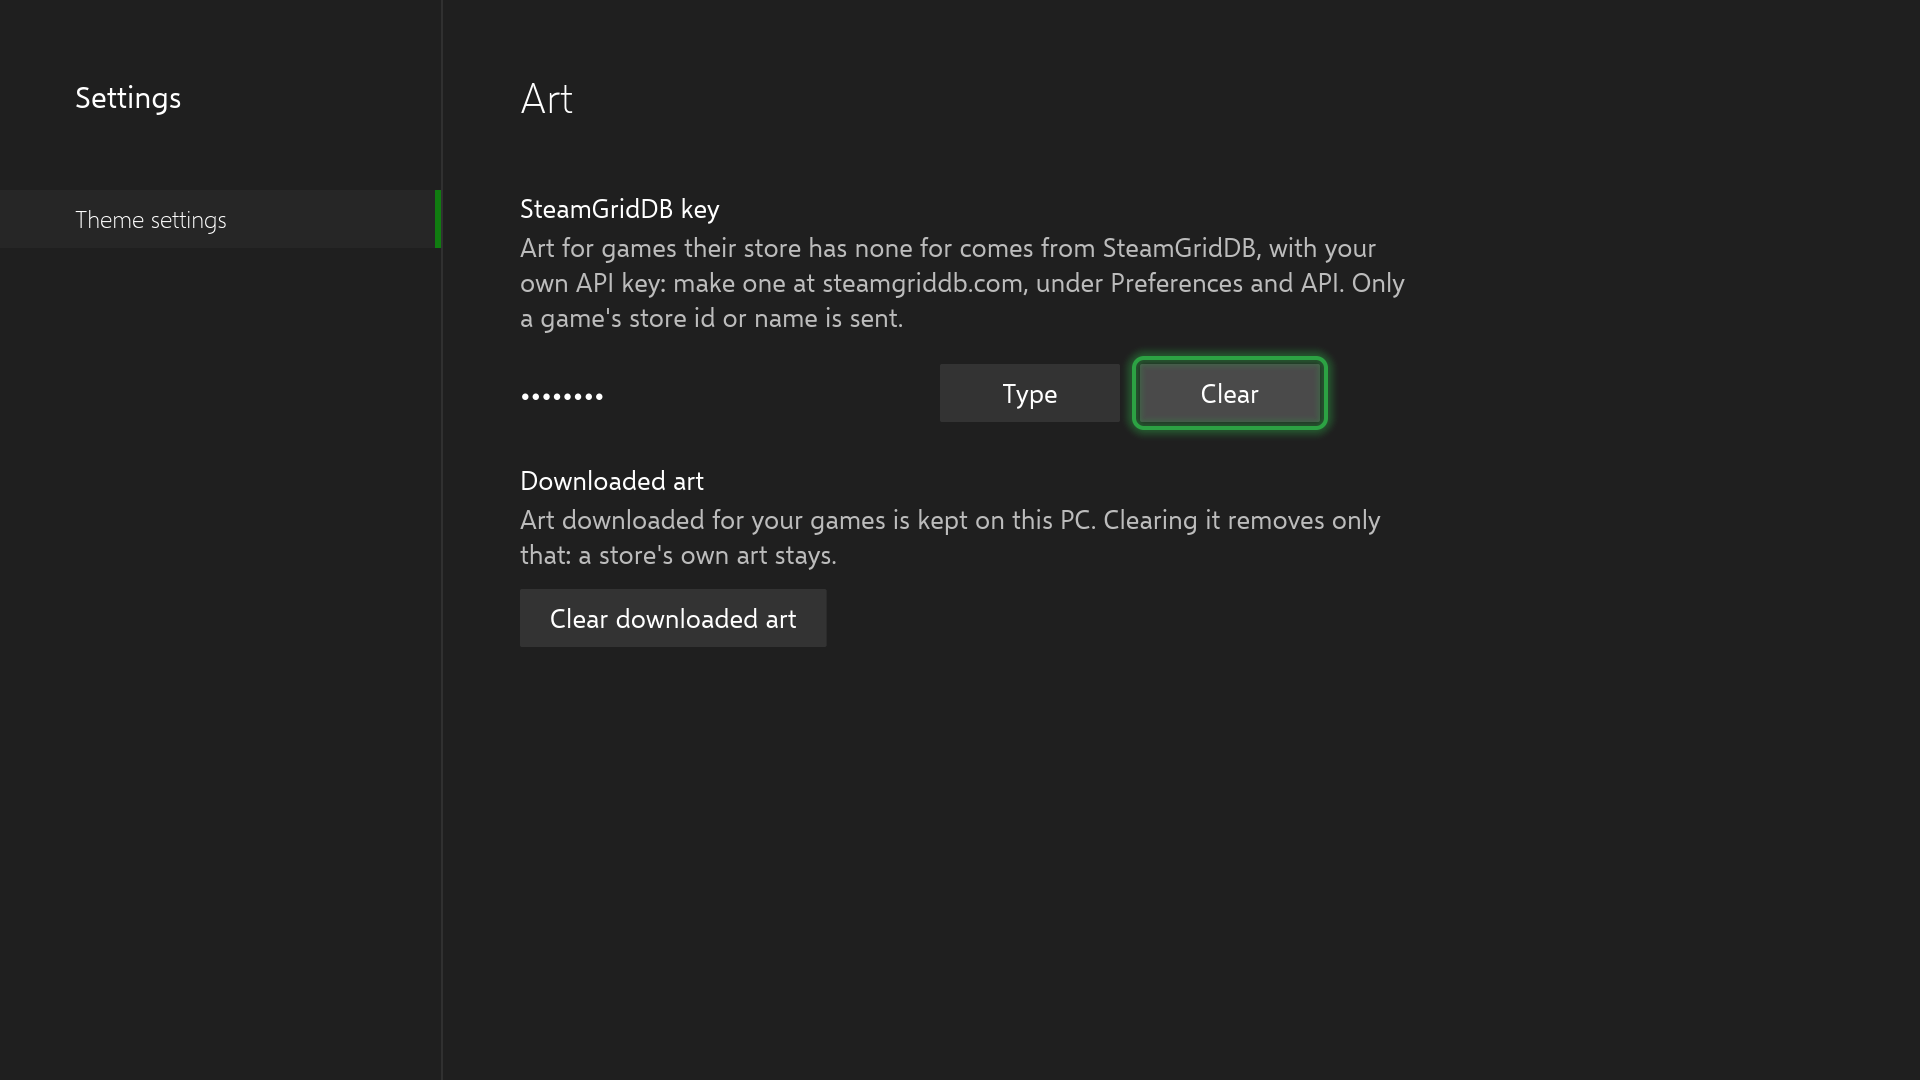 Settings
Theme settings
Art
SteamGridDB key
Art for games their store has none for comes from SteamGridDB, with your
own API key: make one at steamgriddb.com, under Preferences and API. Only
a game's store id or name is sent.
••••••••
Type
Clear
Downloaded art
Art downloaded for your games is kept on this PC. Clearing it removes only
that: a store's own art stays.
Clear downloaded art